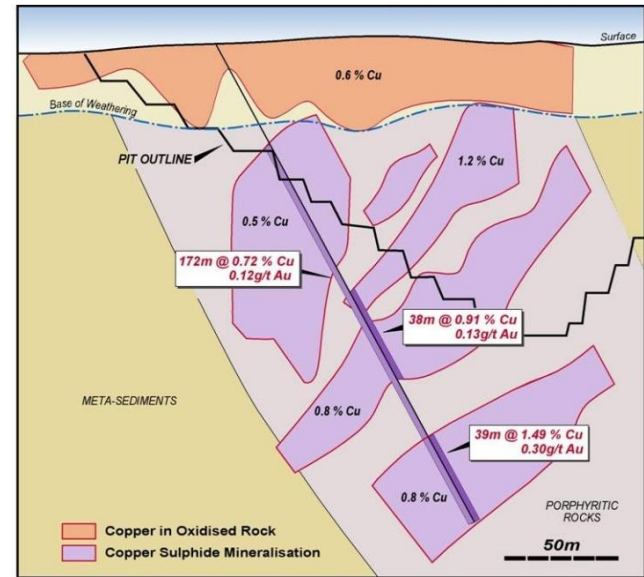 Surface
0.6 % Cu
Base of Weathering
PIT OUTLINE
1.2 % Cu
0.5 % Cu
172m @ 0.72 % Cu
0.12g/t Au
38m @ 0.91 % Cu
0.13g/t Au
META-SEDIMENTS
0.8 % Cu
39m @ 1.49 % Cu
0.30g/t Au
0.8 % Cu
PORPHYRITIC
ROCKS
Copper in Oxidised Rock
Copper Sulphide Mineralisation
50m